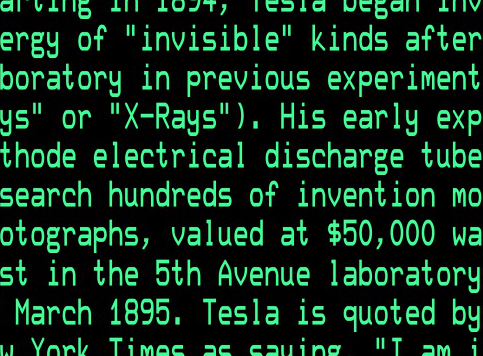 arting in 1894, Tesla began inv
ergy of "invisible" kinds after
boratory in previous experiment
ys" or "X-Rays"). His early exp
thode electrical discharge tube
search hundreds of invention mo
otographs, valued at $50,000 wa
st in the 5th Avenue laboratory
March 1895. Tesla is quoted by
w York Times as saying, "I am i